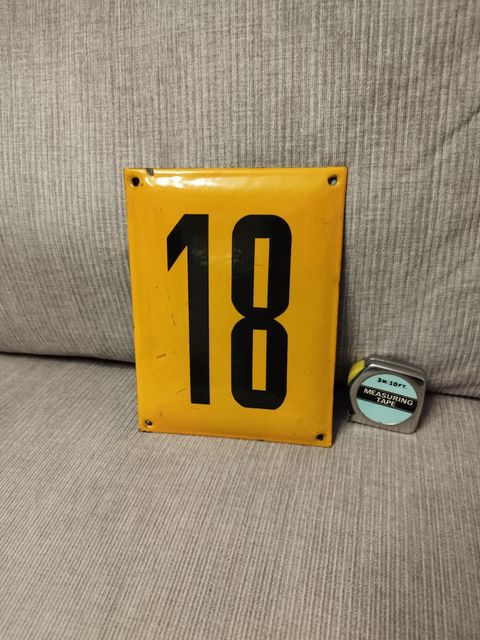 18
3M/10FT.
MEASURING
TAPE